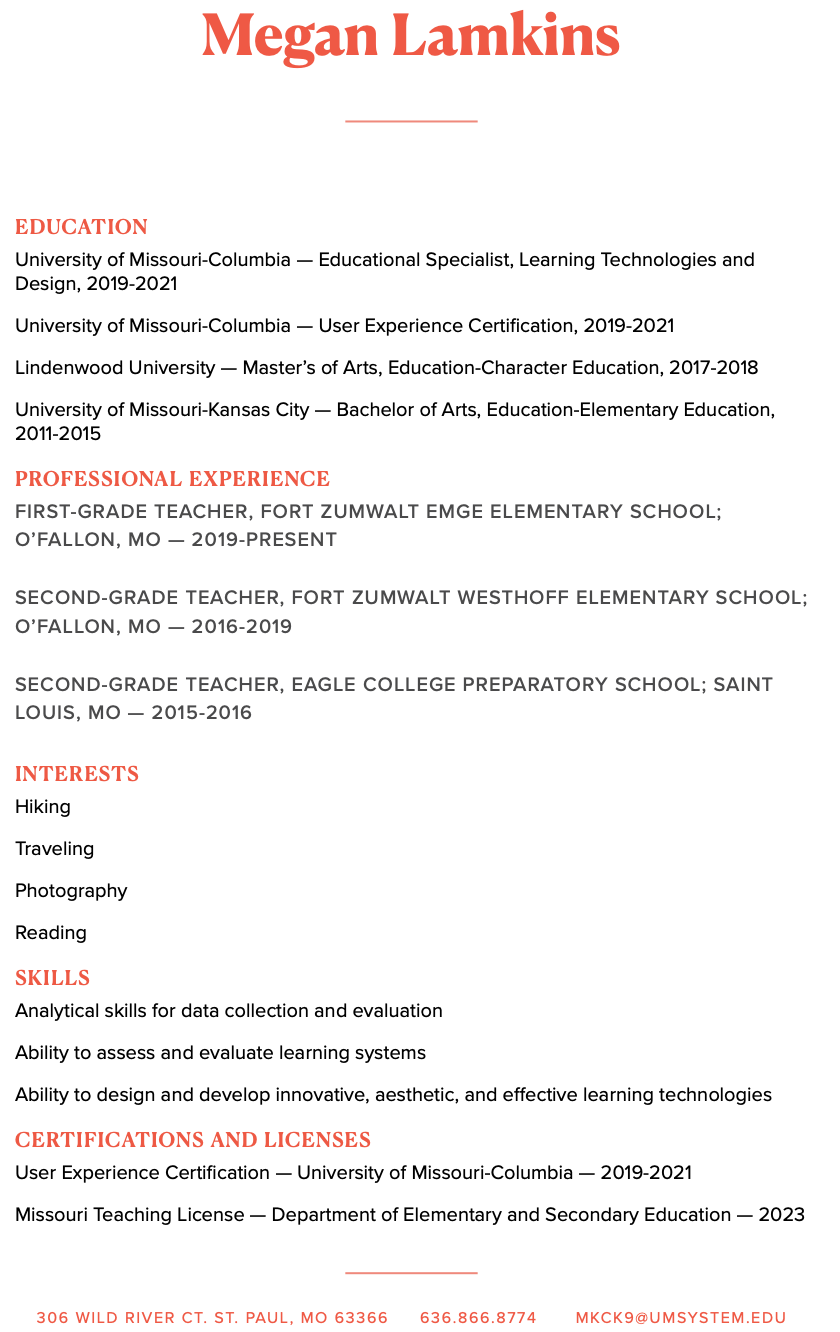 Megan Lamkins
EDUCATION
University of Missouri-Columbia — Educational Specialist, Learning Technologies and
Design, 2019-2021
University of Missouri-Columbia — User Experience Certification, 2019-2021
Lindenwood University — Master’s of Arts, Education-Character Education, 2017-2018
University of Missouri-Kansas City — Bachelor of Arts, Education-Elementary Education,
2011-2015
PROFESSIONAL EXPERIENCE
FIRST-GRADE TEACHER, FORT ZUMWALT EMGE ELEMENTARY SCHOOL;
O’FALLON, MO — 2019-PRESENT
SECOND-GRADE TEACHER, FORT ZUMWALT WESTHOFF ELEMENTARY SCHOOL;
O’FALLON, MO — 2016-2019
SECOND-GRADE TEACHER, EAGLE COLLEGE PREPARATORY SCHOOL; SAINT
LOUIS, MO — 2015-2016
INTERESTS
Hiking
Traveling
Photography
Reading
SKILLS
Analytical skills for data collection and evaluation
Ability to assess and evaluate learning systems
Ability to design and develop innovative, aesthetic, and effective learning technologies
CERTIFICATIONS AND LICENSES
User Experience Certification — University of Missouri-Columbia — 2019-2021
Missouri Teaching License — Department of Elementary and Secondary Education — 2023
306 WILD RIVER CT. ST. PAUL, MO 63366 636.866.8774 MKCK9@UMSYSTEM.EDU